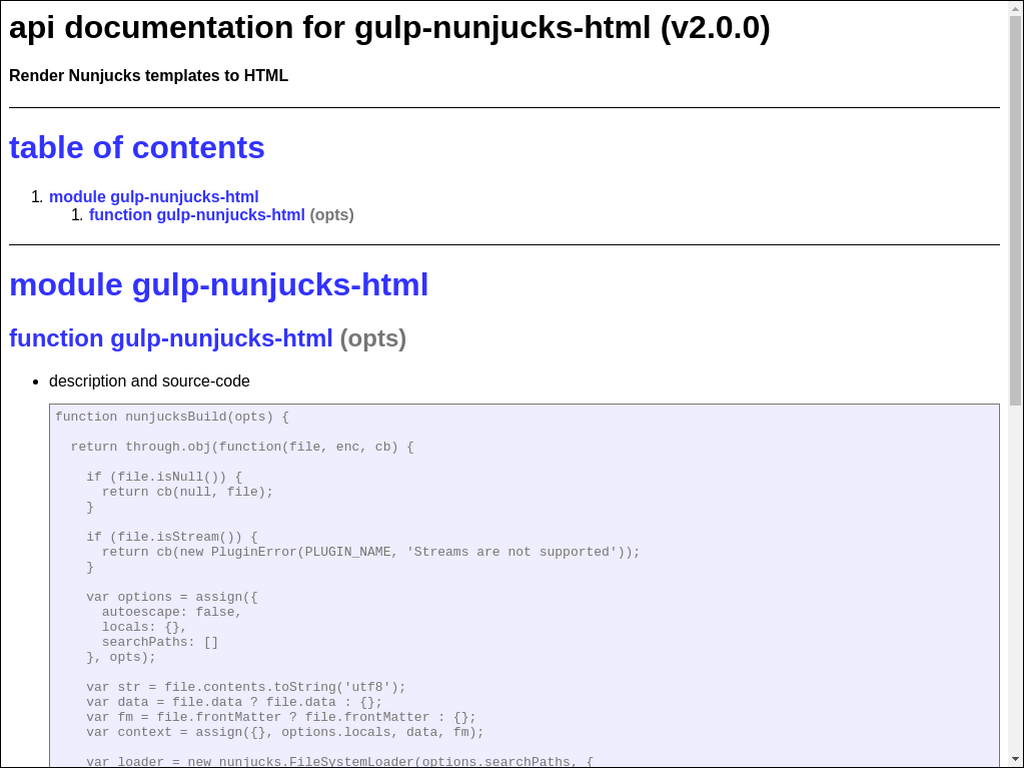 api documentation for gulp-nunjucks-html (v2.0.0)
Render Nunjucks templates to HTML
table of contents
1. module gulp-nunjucks-html
1. function gulp-nunjucks-html (opts)
module gulp-nunjucks-html
function gulp-nunjucks-html (opts)
• description and source-code
function nunjucksBuild(opts) {
return through.obj(function(file, enc, cb) {
if (file.isNull()) {
return cb(null, file);
}
if (file.isStream()) {
return cb(new PluginError(PLUGIN_NAME, 'Streams are not supported'));
}
var options = assign({
autoescape: false,
locals: {},
searchPaths: []
}, opts);
var str = file.contents.toString('utf8');
var data = file.data ? file.data : {};
var fm = file.frontMatter ? file.frontMatter : {};
var context = assign({}, options.locals, data, fm);
var loader = new nunjucks.FileSystemLoader(options.searchPaths, {